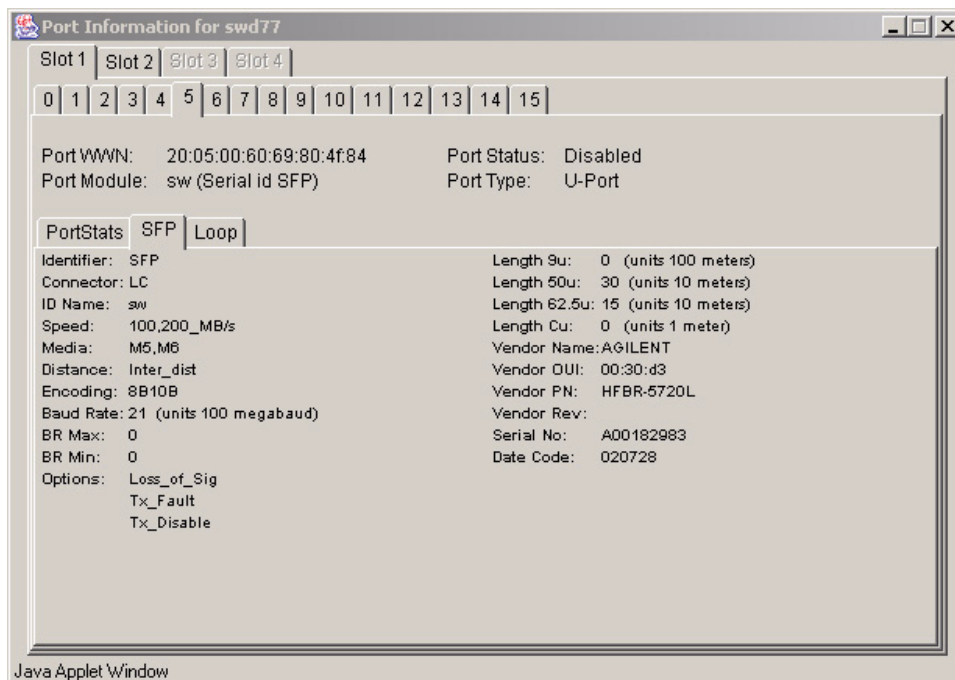 Port Information for swd77
Slot 1 Slot 2 Slot 3 Slot 4
0 1 2 3 4 5 6 7 8 9 10 11 12 13 14 15
Port WWN: 20:05:00:60:69:80:4f:84 Port Status: Disabled
Port Module: sw (Serial id SFP) Port Type: U-Port
PortStats SFP Loop
Identifier: SFP Length 9u: 0 (units 100 meters)
Connector: LC Length 50u: 30 (units 10 meters)
ID Name: sw Length 62.5u: 15 (units 10 meters)
Speed: 100,200_MB/s Length Cu: 0 (units 1 meter)
Media: M5,M6 Vendor Name: AGILENT
Distance: Inter_dist Vendor OUI: 00:30:d3
Encoding: 8B10B Vendor PN: HFBR-5720L
Baud Rate: 21 (units 100 megabaud) Vendor Rev:
BR Max: 0 Serial No: A00182983
BR Min: 0 Date Code: 020728
Options: Loss_of_Sig
Tx_Fault
Tx_Disable
Java Applet Window